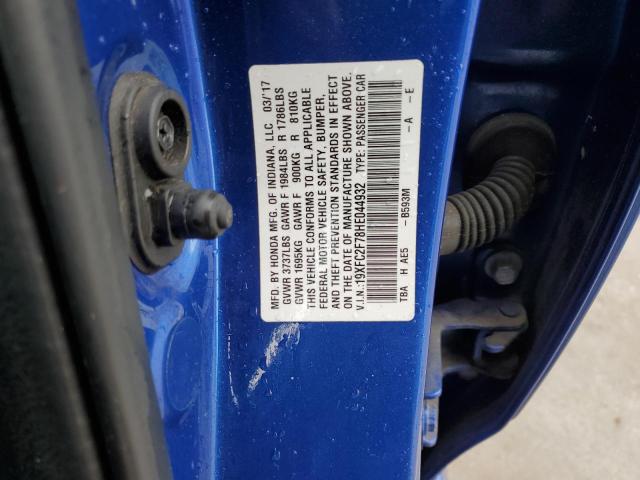 MFD. BY HONDA MFG. OF INDIANA, LLC 03/'17
GVWR 3737LBS GAWR F 1984LBS R 1786LBS
GVWR 1695KG GAWR F 900KG R 810KG
THIS VEHICLE CONFORMS TO ALL APPLICABLE
FEDERAL MOTOR VEHICLE SAFETY, BUMPER,
AND THEFT PREVENTION STANDARDS IN EFFECT
ON THE DATE OF MANUFACTURE SHOWN ABOVE.
V.I.N.:19XFC2F78HE044932 TYPE: PASSENGER CAR
TBA H AE5 -B593M -A -E